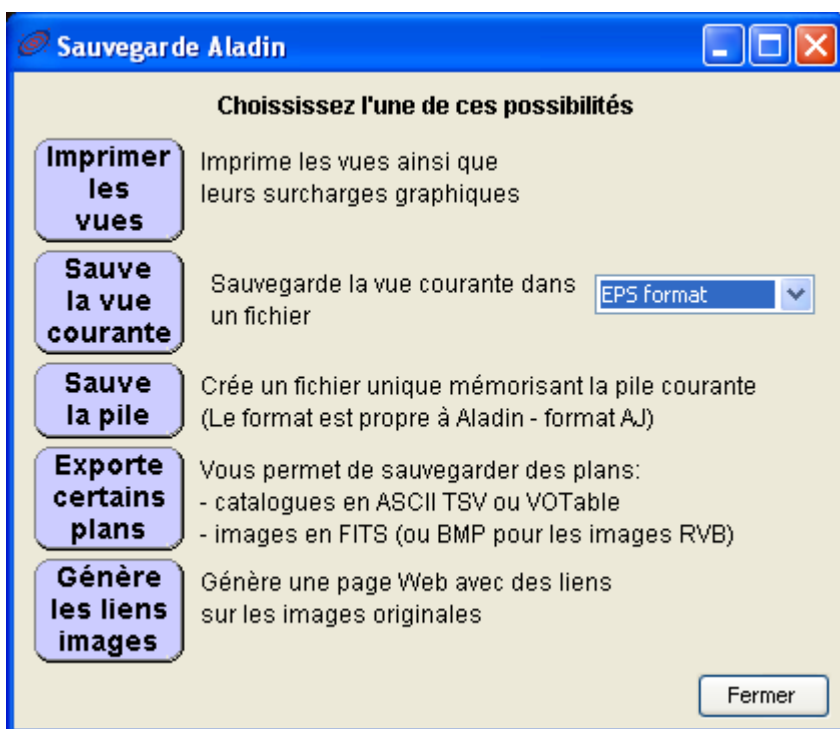 Sauvegarde Aladin
Choississez l'une de ces possibilités
Imprimer
les
vues
Imprime les vues ainsi que
leurs surcharges graphiques
Sauve
la vue
courante
Sauvegarde la vue courante dans
un fichier
EPS format
Sauve
la pile
Crée un fichier unique mémorisant la pile courante
(Le format est propre à Aladin - format AJ)
Exporte
certains
plans
Vous permet de sauvegarder des plans:
- catalogues en ASCII TSV ou VOTable
- images en FITS (ou BMP pour les images RVB)
Génère
les liens
images
Génère une page Web avec des liens
sur les images originales
Fermer